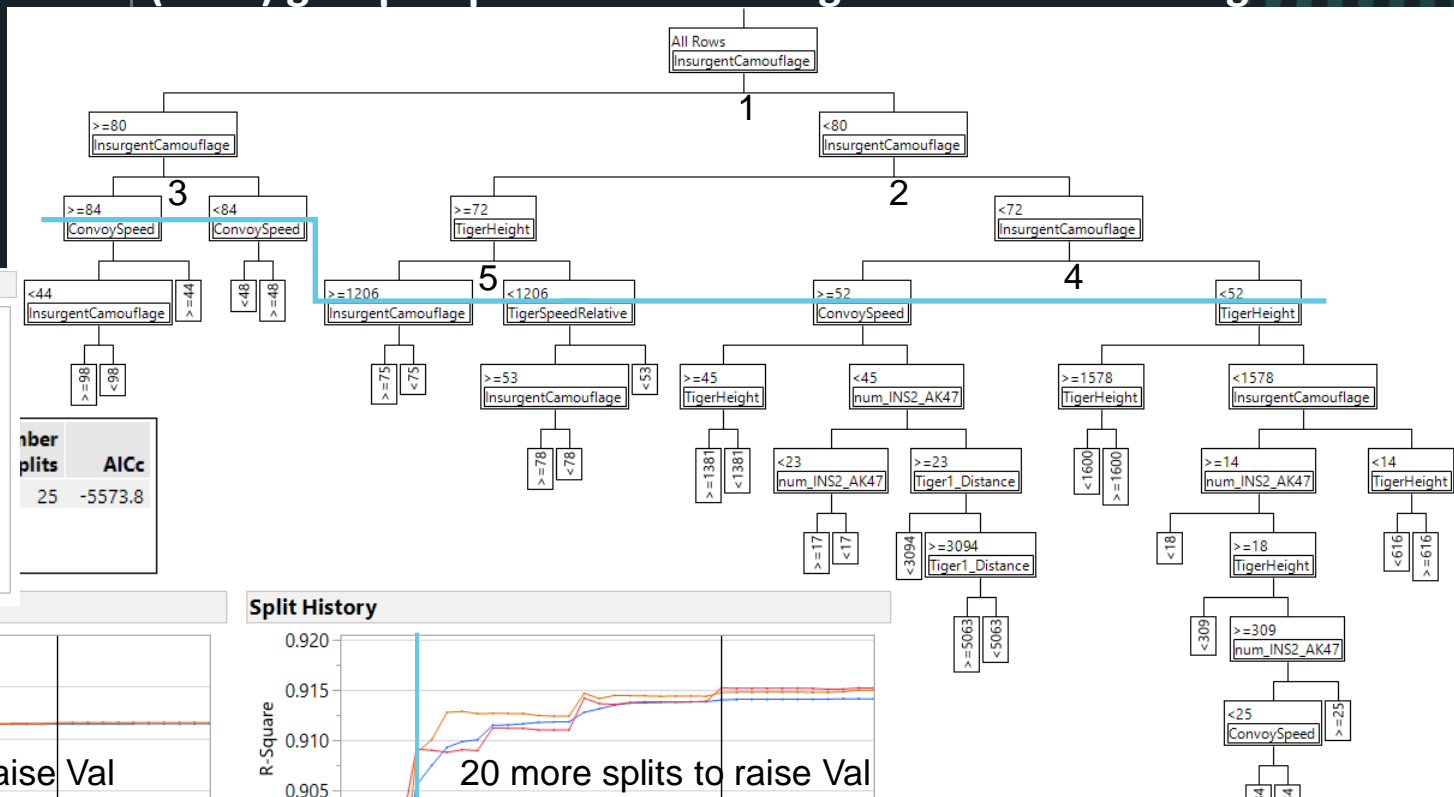 All Rows
InsurgentCamouflage
1
>=80
InsurgentCamouflage
<80
InsurgentCamouflage
3
2
>=84
ConvoySpeed
<84
ConvoySpeed
>=72
TigerHeight
<72
InsurgentCamouflage
5
4
<44
InsurgentCamouflage
>=44
<48
>=48
>=1206
InsurgentCamouflage
<1206
TigerSpeedRelative
>=52
ConvoySpeed
<52
TigerHeight
>=98
<98
>=75
<75
>=53
InsurgentCamouflage
<53
>=45
TigerHeight
<45
num_INS2_AK47
>=1578
TigerHeight
<1578
InsurgentCamouflage
>=78
<78
>=1381
<1381
<23
num_INS2_AK47
>=23
Tiger1_Distance
<1600
>=1600
>=14
num_INS2_AK47
<14
TigerHeight
>=17
<17
<3094
>=3094
Tiger1_Distance
<18
>=18
TigerHeight
<616
>=616
>=5063
<5063
<309
>=309
num_INS2_AK47
<25
ConvoySpeed
>=25
AICc
25 -5573.8
Split History
0.920
0.915
0.910
0.905
R-Square
Val
20 more splits to raise Val